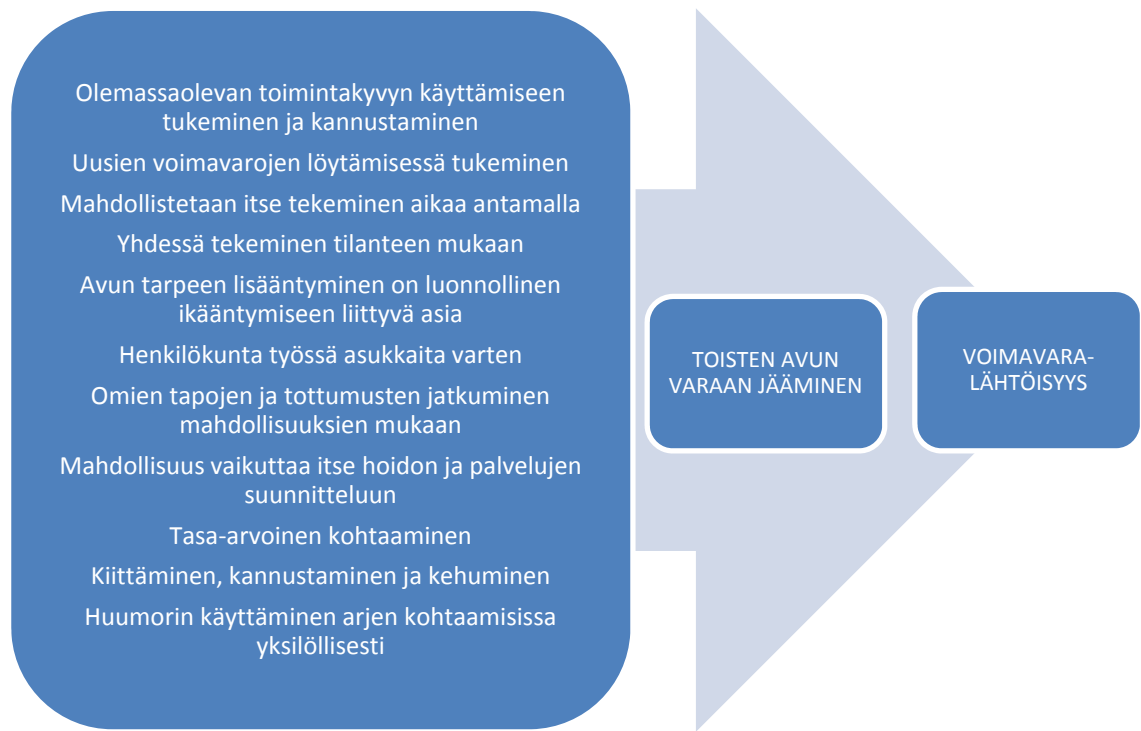 Olemassaolevan toimintakyvyn käyttämiseen
tukeminen ja kannustaminen
Uusien voimavarojen löytämisessä tukeminen
Mahdollistetaan itse tekeminen aikaa antamalla
Yhdessä tekeminen tilanteen mukaan
Avun tarpeen lisääntyminen on luonnollinen
ikääntymiseen liittyvä asia
Henkilökunta työssä asukkaita varten
Omien tapojen ja tottumusten jatkuminen
mahdollisuuksien mukaan
Mahdollisuus vaikuttaa itse hoidon ja palvelujen
suunnitteluun
Tasa-arvoinen kohtaaminen
Kiittäminen, kannustaminen ja kehuminen
Huumorin käyttäminen arjen kohtaamisissa
yksilöllisesti
TOISTEN AVUN
VARAAN JÄÄMINEN
VOIMAVARA-
LÄHTÖISYYS